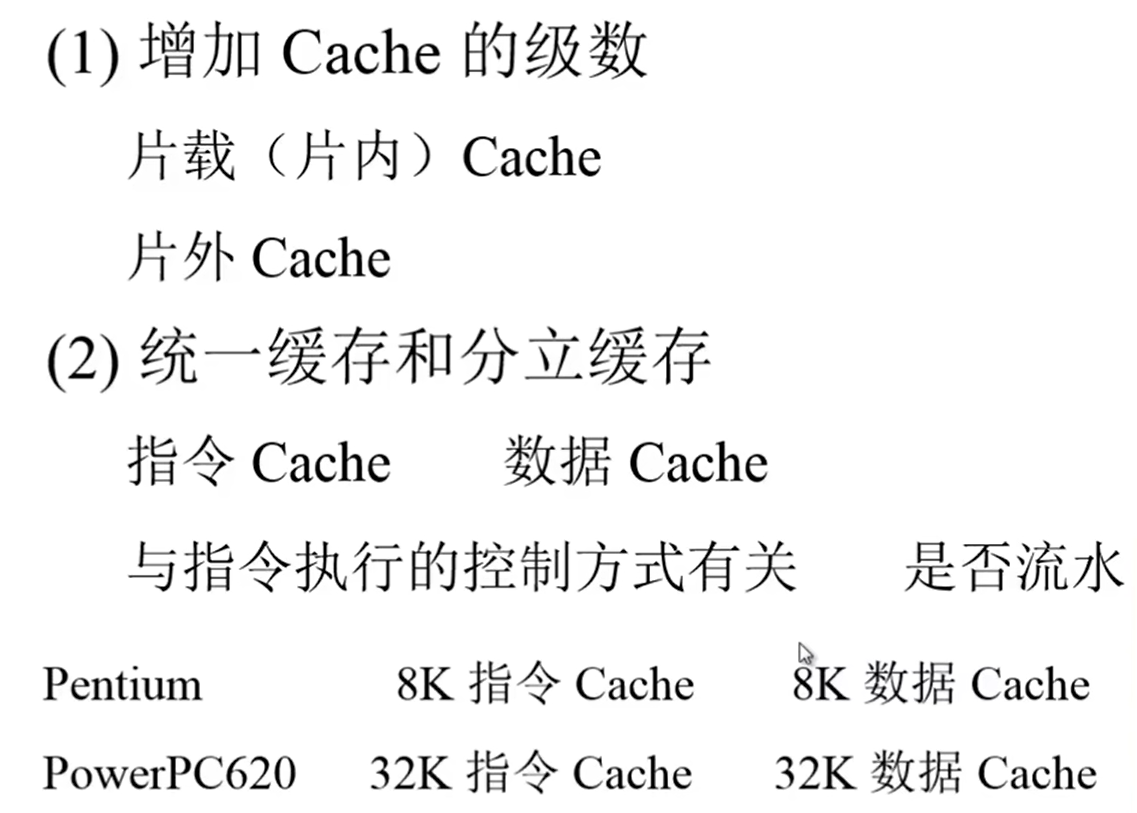 (1) 增加 Cache 的级数
片载（片内）Cache
片外 Cache
(2) 统一缓存和分立缓存
指令 Cache 数据 Cache
与指令执行的控制方式有关 是否流水
Pentium 8K 指令 Cache 8K 数据 Cache
PowerPC620 32K 指令 Cache 32K 数据 Cache